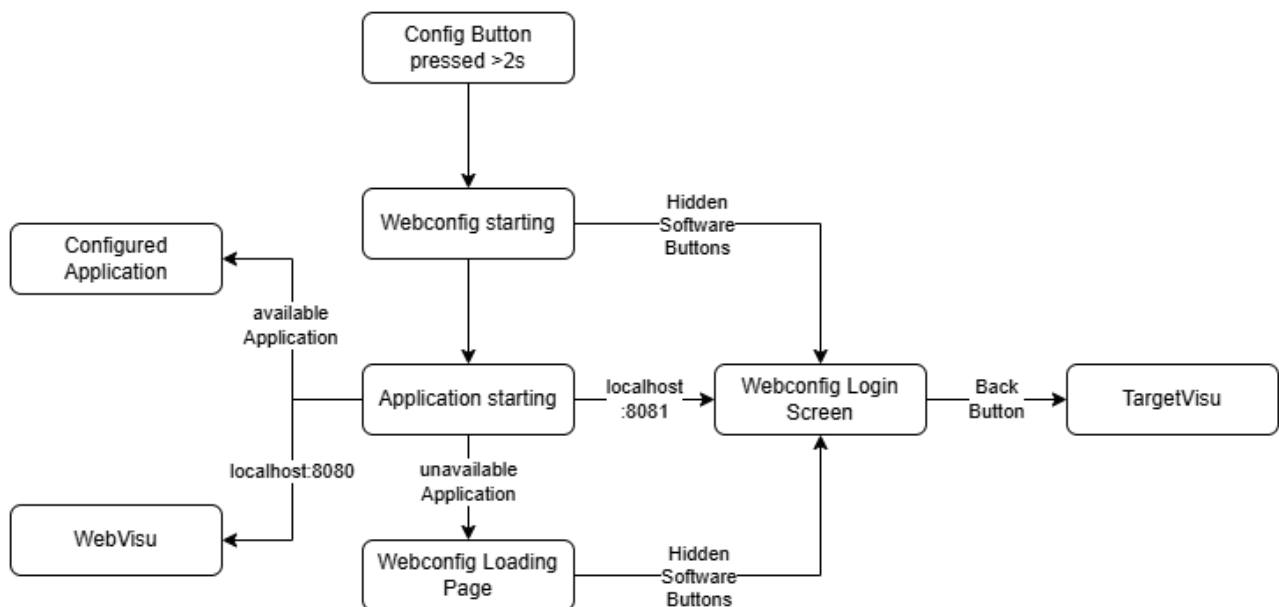 Config Button
pressed >2s
Webconfig starting
Hidden
Software
Buttons
Configured
Application
available
Application
Application starting
localhost
:8081
Webconfig Login
Screen
Back
Button
TargetVisu
localhost:8080
unavailable
Application
WebVisu
Webconfig Loading
Page
Hidden
Software
Buttons